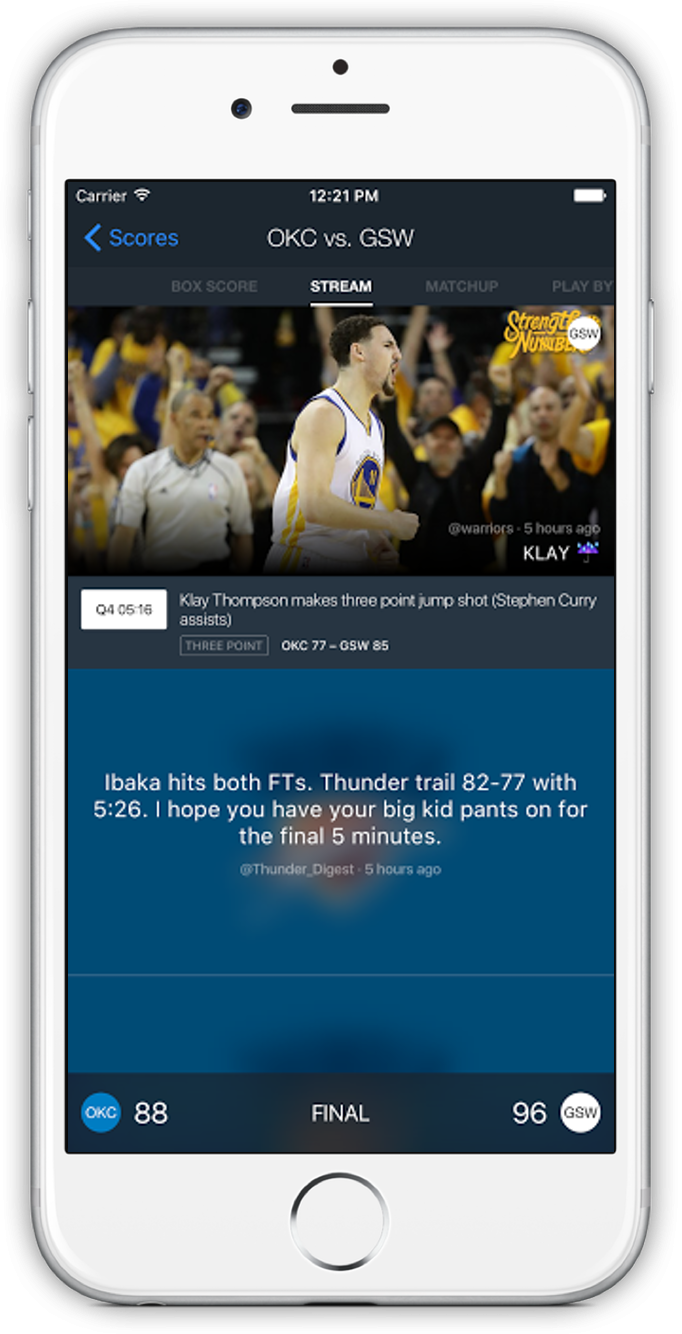 Carrier 12:21 PM
Scores OKC vs. GSW
BOX SCORE STREAM MATCHUP PLAY BY
Strength
GSW
@warriors · 5 hours ago
KLAY ☔
Q4 05:16
Klay Thompson makes three point jump shot (Stephen Curry
assists)
THREE POINT OKC 77 – GSW 85
Ibaka hits both FTs. Thunder trail 82-77 with
5:26. I hope you have your big kid pants on for
the final 5 minutes.
@Thunder_Digest · 5 hours ago
OKC 88 FINAL 96 GSW